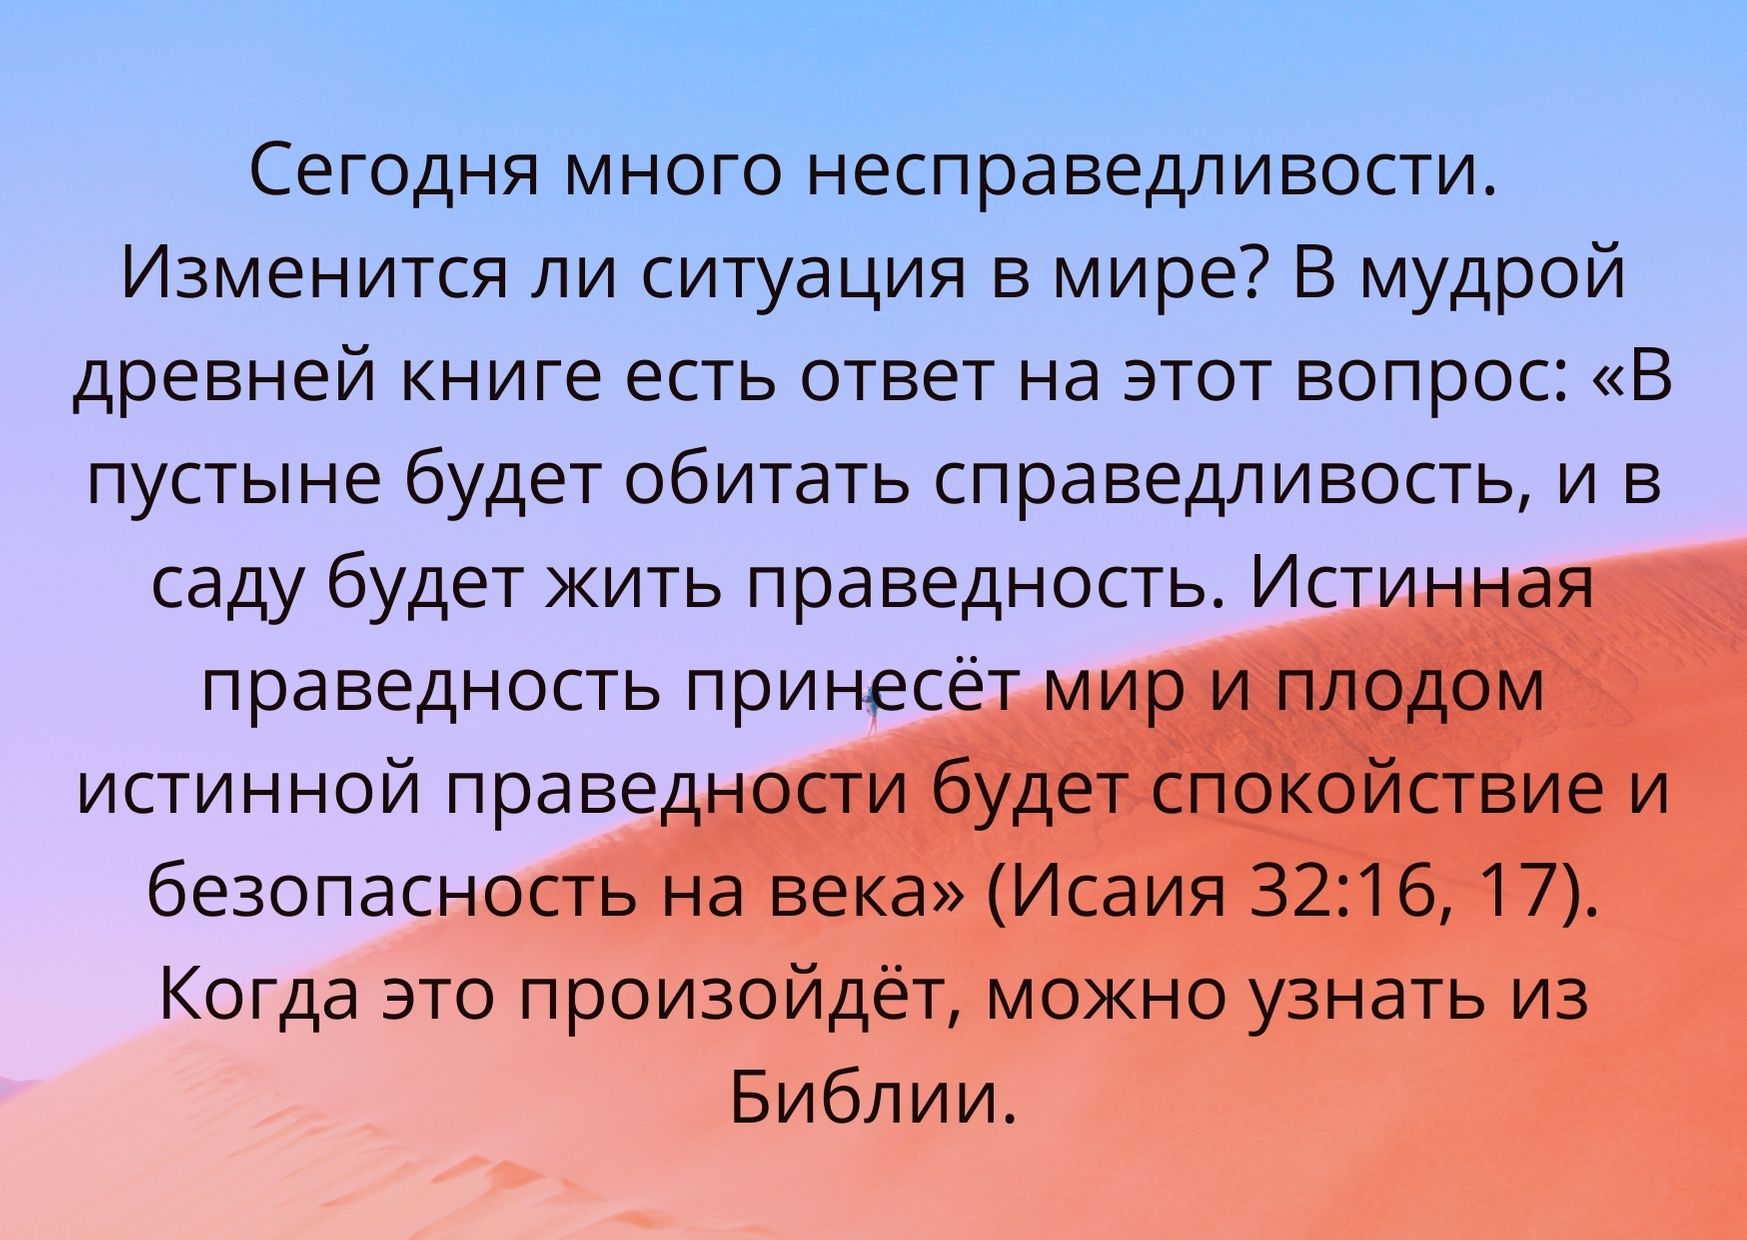 Сегодня много несправедливости.
Изменится ли ситуация в мире? В мудрой
древней книге есть ответ на этот вопрос: «В
пустыне будет обитать справедливость, и в
саду будет жить праведность. Истинная
праведность принесёт мир и плодом
истинной праведности будет спокойствие и
безопасность на века» (Исаия 32:16, 17).
Когда это произойдёт, можно узнать из
Библии.